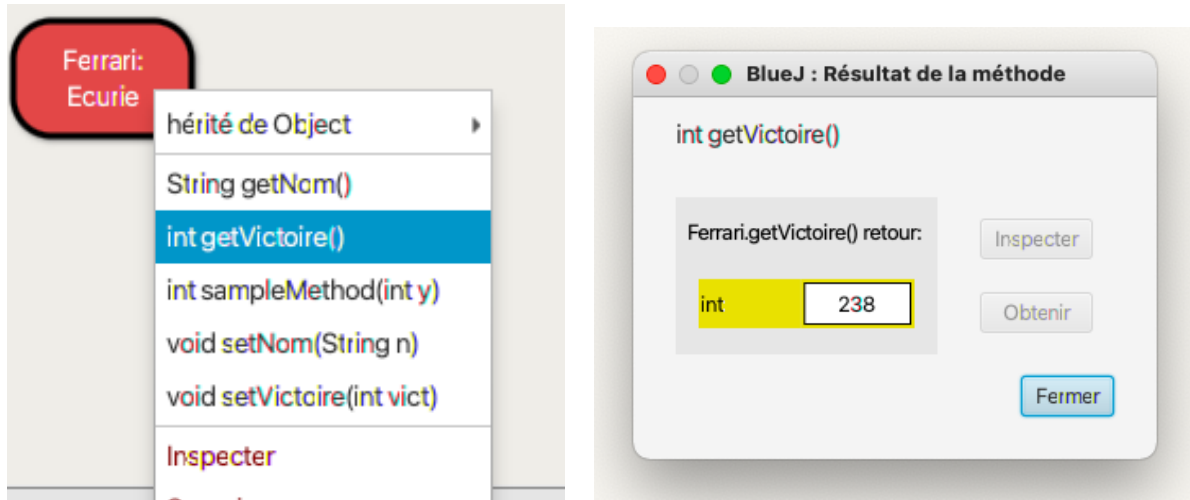 Ferrari:
Ecurie
hérité de Object
String getNom()
int getVictoire()
int sampleMethod(int y)
void setNom(String n)
void setVictoire(int vict)
Inspecter
BlueJ : Résultat de la méthode
int getVictoire()
Ferrari.getVictoire() retour:
int 238
Inspecter
Obtenir
Fermer